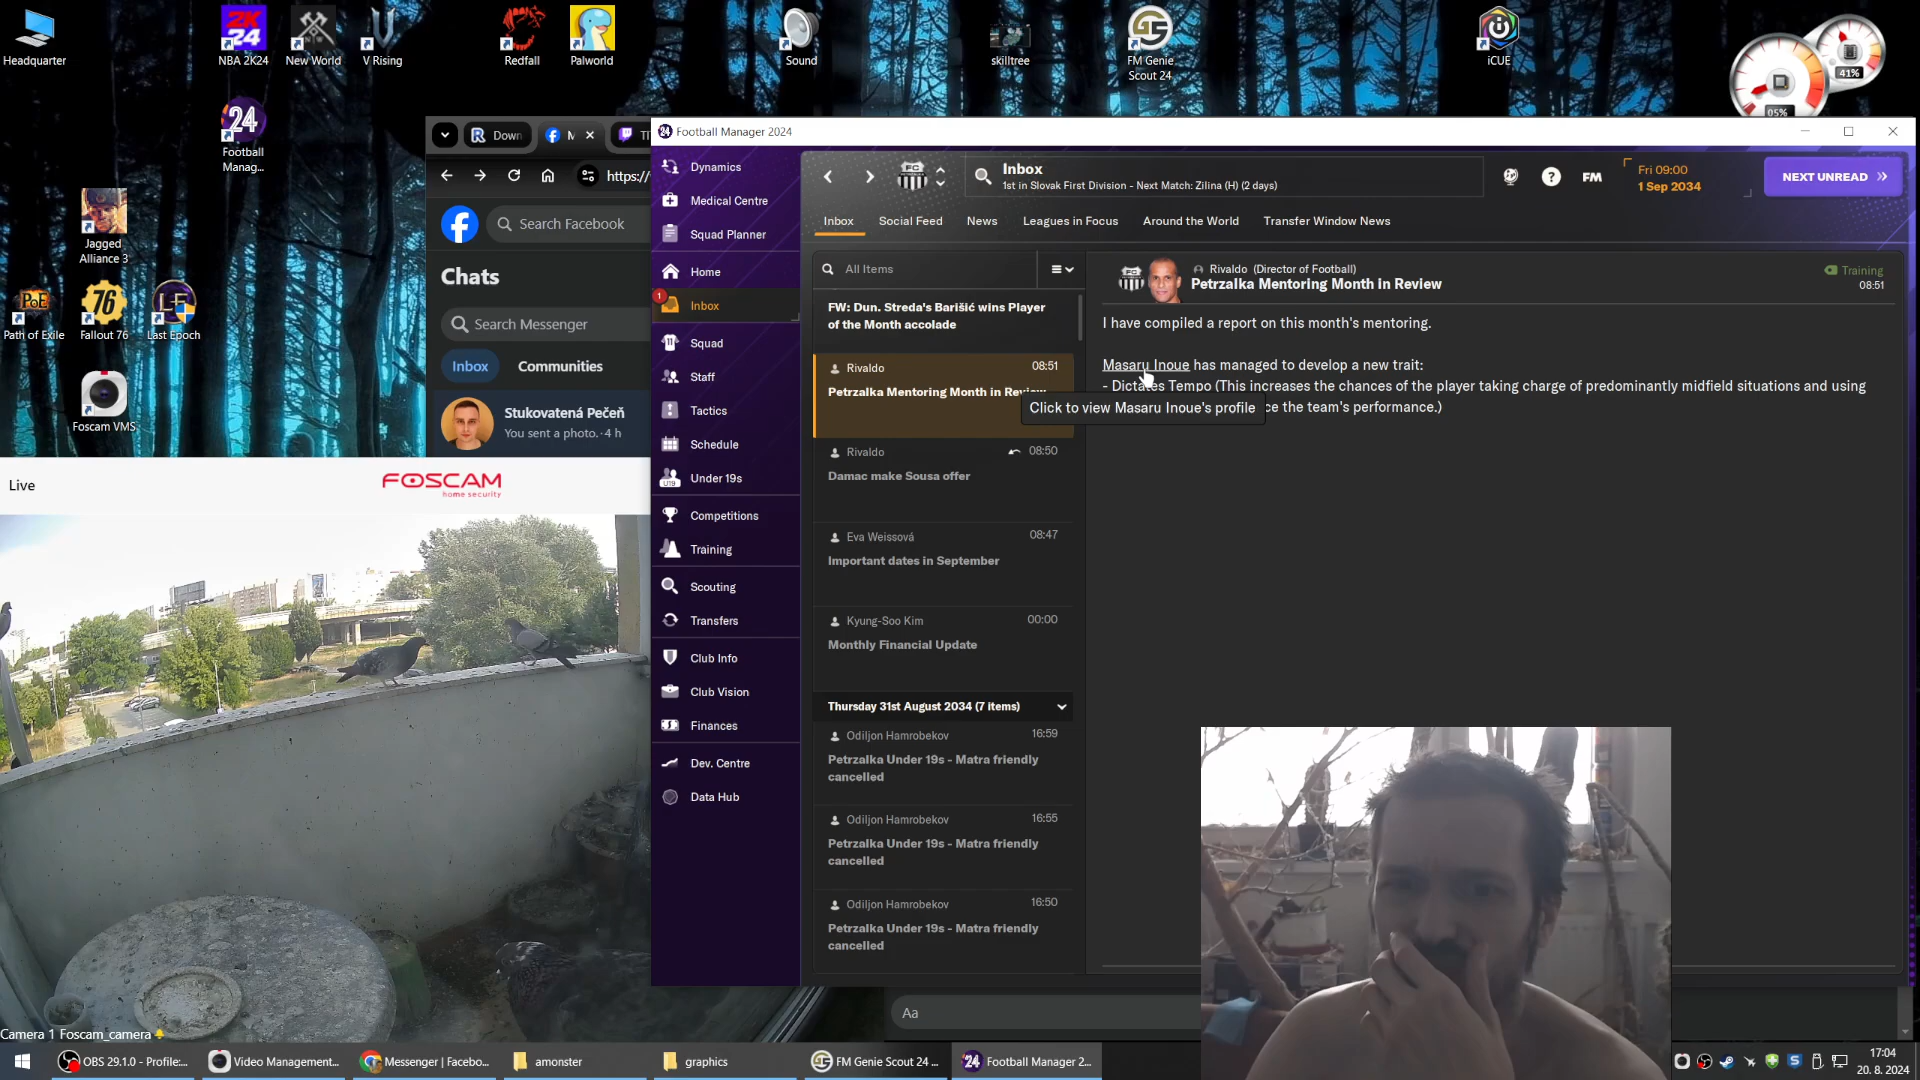 Headquarter
NBA 2K24
New World
V Rising
Redfall
Palworld
Sound
skilltree
FM Genie
Scout 24
iCUE
41%
05%
24
Football
Manag...
Jagged
Alliance 3
Path of Exile
Fallout 76
Last Epoch
Foscam VMS
Down
https://
Search Facebook
Chats
Search Messenger
Inbox
Communities
Stukovatená Pečeň
You sent a photo. · 4 h
Live
FOSCAM
home security
Camera 1 Foscam_camera
Football Manager 2024
Dynamics
Medical Centre
Squad Planner
Home
1
Inbox
Squad
Staff
Tactics
Schedule
Under 19s
Competitions
Training
Scouting
Transfers
Club Info
Club Vision
Finances
Dev. Centre
Data Hub
Inbox
1st in Slovak First Division - Next Match: Zilina (H) (2 days)
FM
Fri 09:00
1 Sep 2034
NEXT UNREAD
Inbox
Social Feed
News
Leagues in Focus
Around the World
Transfer Window News
All Items
FW: Dun. Streda's Barišić wins Player
of the Month accolade
Rivaldo
08:51
Petrzalka Mentoring Month in Review
Rivaldo
08:50
Damac make Sousa offer
Eva Weissová
08:47
Important dates in September
Kyung-Soo Kim
00:00
Monthly Financial Update
Thursday 31st August 2034 (7 items)
Odiljon Hamrobekov
16:59
Petrzalka Under 19s - Matra friendly
cancelled
Odiljon Hamrobekov
16:55
Petrzalka Under 19s - Matra friendly
cancelled
Odiljon Hamrobekov
16:50
Petrzalka Under 19s - Matra friendly
cancelled
Rivaldo (Director of Football)
Petrzalka Mentoring Month in Review
Training
08:51
I have compiled a report on this month's mentoring.
Masaru Inoue has managed to develop a new trait:
- Dictates Tempo (This increases the chances of the player taking charge of predominantly midfield situations and using
ce the team's performance.)
Click to view Masaru Inoue's profile
Aa
OBS 29.1.0 - Profile:...
Video Management...
Messenger | Facebo...
amonster
graphics
FM Genie Scout 24 ...
Football Manager 2...
17:04
20. 8. 2024